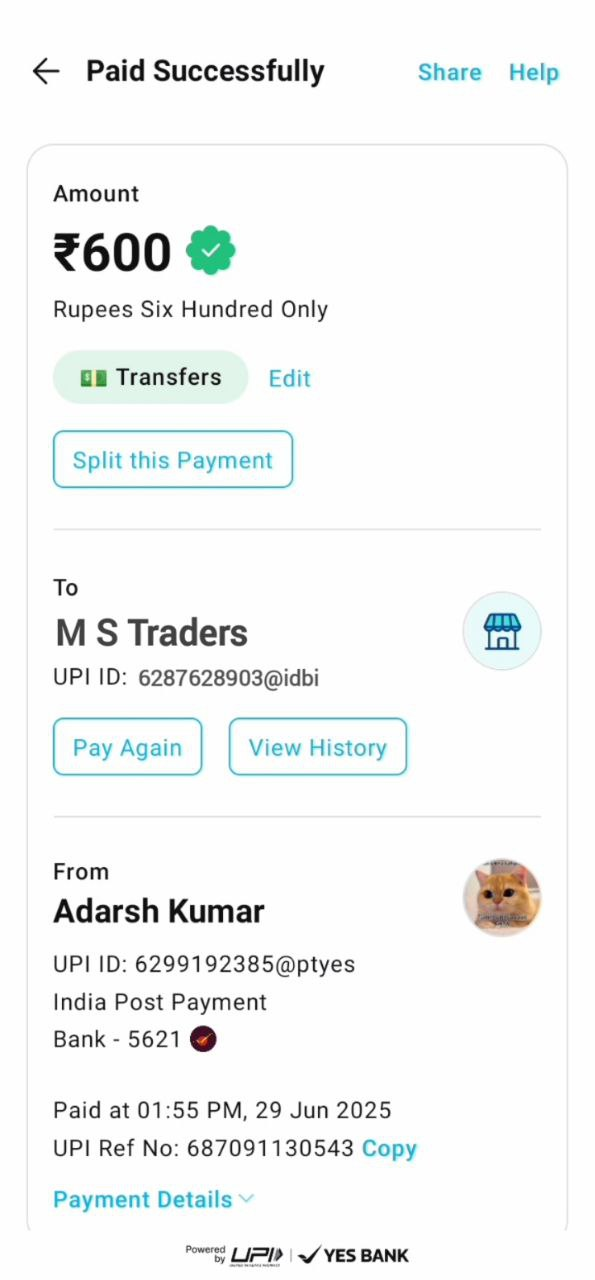 Paid Successfully Share Help
Amount
₹600
Rupees Six Hundred Only
Transfers Edit
Split this Payment
To
M S Traders
UPI ID: 6287628903@idbi
Pay Again View History
From
Adarsh Kumar
UPI ID: 6299192385@ptyes
India Post Payment
Bank - 5621
Paid at 01:55 PM, 29 Jun 2025
UPI Ref No: 687091130543 Copy
Payment Details
Powered by UPI | YES BANK